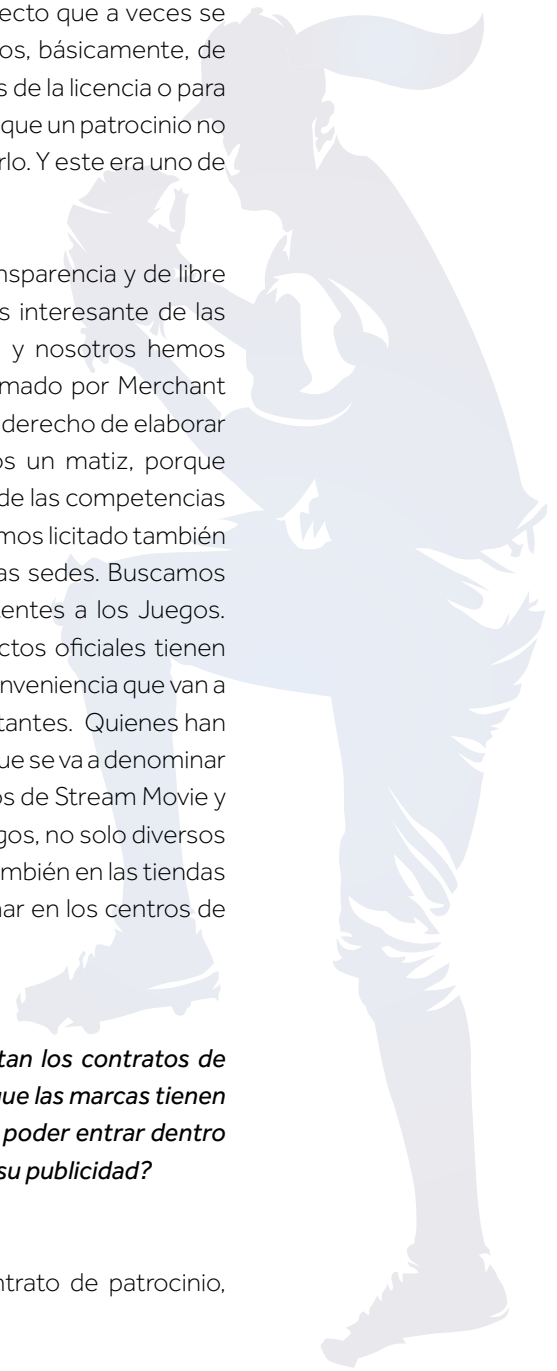 ecto que a veces se
os, básicamente, de
s de la licencia o para
que un patrocinio no
rlo. Y este era uno de
nsparencia y de libre
s interesante de las
y nosotros hemos
mado por Merchant
derecho de elaborar
os un matiz, porque
de las competencias
mos licitado también
as sedes. Buscamos
entes a los Juegos.
ctos oficiales tienen
nveniencia que van a
tantes. Quienes han
ue se va a denominar
os de Stream Movie y
gos, no solo diversos
ambién en las tiendas
nar en los centros de
tan los contratos de
que las marcas tienen
poder entrar dentro
su publicidad?
ntrato de patrocinio,